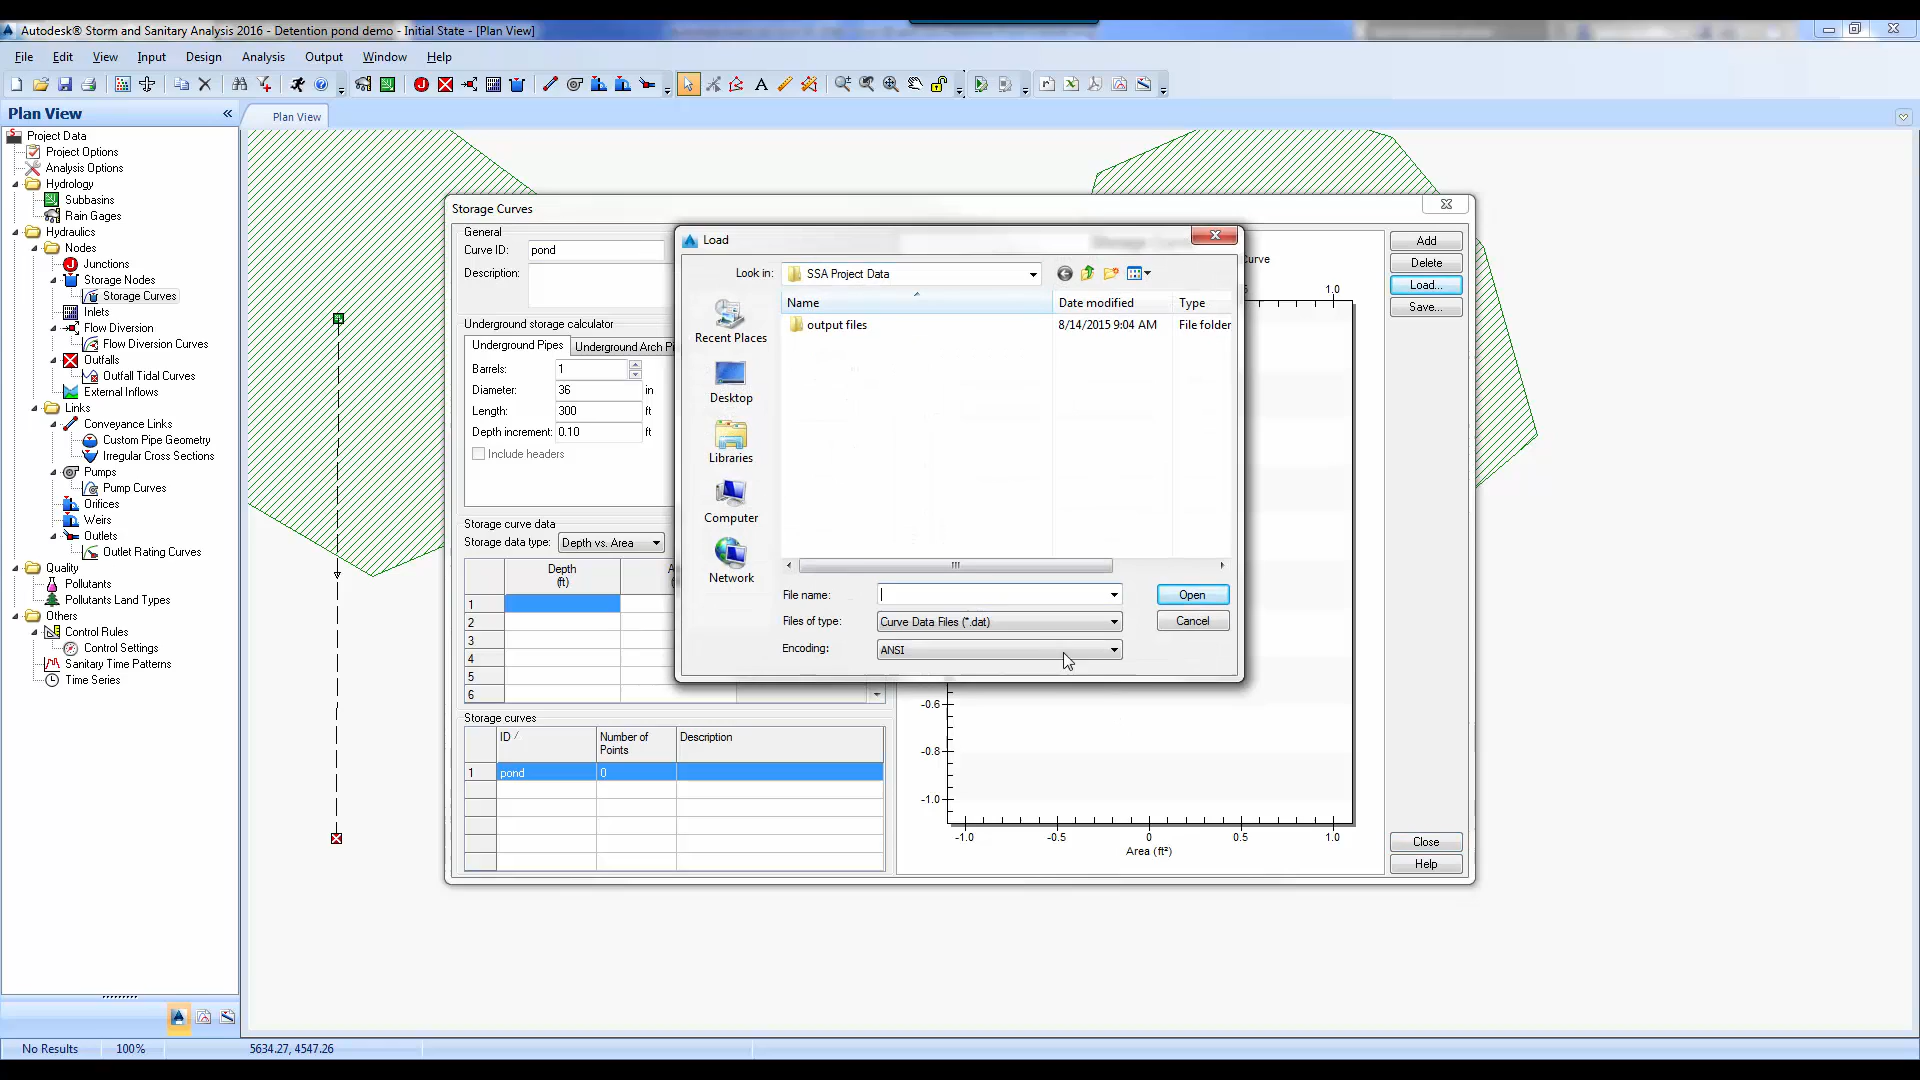 Autodesk® Storm and Sanitary Analysis 2016 - Detention pond demo - Initial State - [Plan View]
File Edit View Input Design Analysis Output Window Help
Plan View «
Plan View
Project Data
Project Options
Analysis Options
Hydrology
Subbasins
Rain Gages
Hydraulics
Nodes
Junctions
Storage Nodes
Storage Curves
Inlets
Flow Diversion
Flow Diversion Curves
Outfalls
Outfall Tidal Curves
External Inflows
Links
Conveyance Links
Custom Pipe Geometry
Irregular Cross Sections
Pumps
Pump Curves
Orifices
Weirs
Outlets
Outlet Rating Curves
Quality
Pollutants
Pollutants Land Types
Others
Control Rules
Control Settings
Sanitary Time Patterns
Time Series
Storage Curves
General
Curve ID: pond
Description:
Underground storage calculator
Underground Pipes Underground Arch Pi
Barrels: 1
Diameter: 36 in
Length: 300 ft
Depth increment: 0.10 ft
Include headers
Storage curve data
Storage data type: Depth vs. Area
Depth
(ft)
A
1
2
3
4
5
6
Storage curves
ID Number of Points Description
1 pond 0
Load
Look in: SSA Project Data
Name Date modified Type
output files 8/14/2015 9:04 AM File folder
Recent Places
Desktop
Libraries
Computer
Network
File name: Open
Files of type: Curve Data Files (*.dat) Cancel
Encoding: ANSI
Curve
1.0
-0.6
-0.8
-1.0
-1.0 -0.5 0 0.5 1.0
Area (ft²)
Add
Delete
Load...
Save...
Close
Help
No Results 100% 5634.27, 4547.26